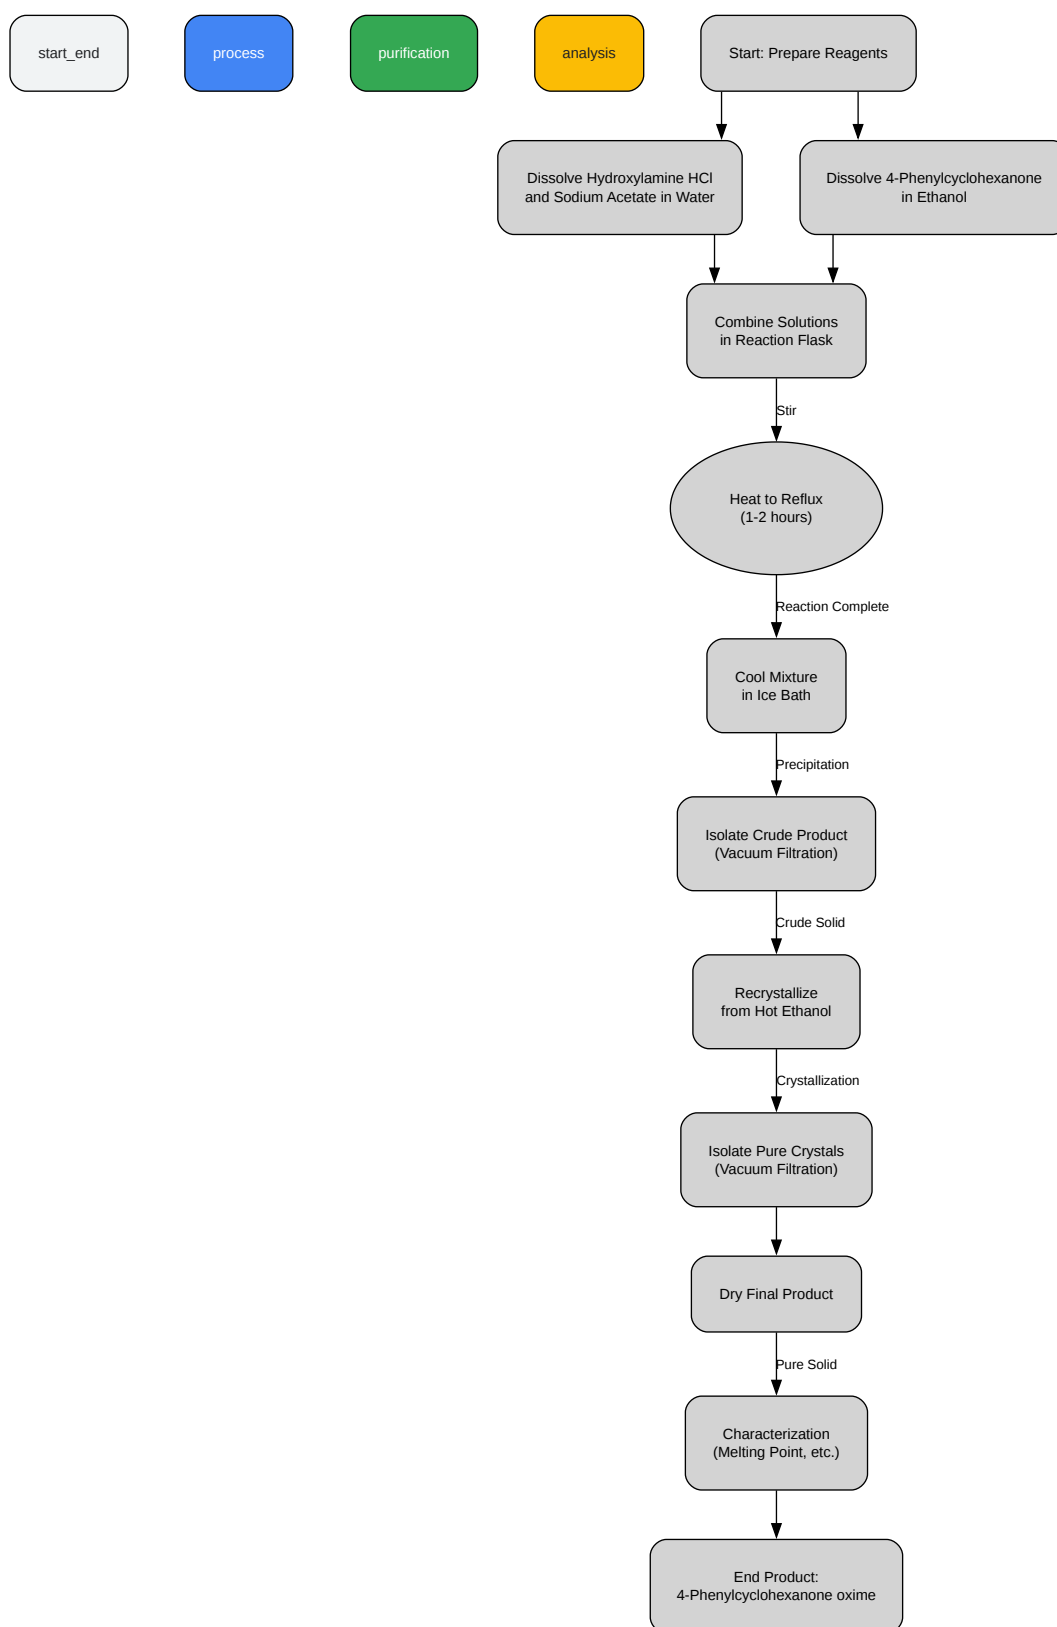 start_end
process
purification
analysis
Start: Prepare Reagents
Dissolve Hydroxylamine HCl
and Sodium Acetate in Water
Dissolve 4-Phenylcyclohexanone
in Ethanol
Combine Solutions
in Reaction Flask
Stir
Heat to Reflux
(1-2 hours)
Reaction Complete
Cool Mixture
in Ice Bath
Precipitation
Isolate Crude Product
(Vacuum Filtration)
Crude Solid
Recrystallize
from Hot Ethanol
Crystallization
Isolate Pure Crystals
(Vacuum Filtration)
Dry Final Product
Pure Solid
Characterization
(Melting Point, etc.)
End Product:
4-Phenylcyclohexanone oxime